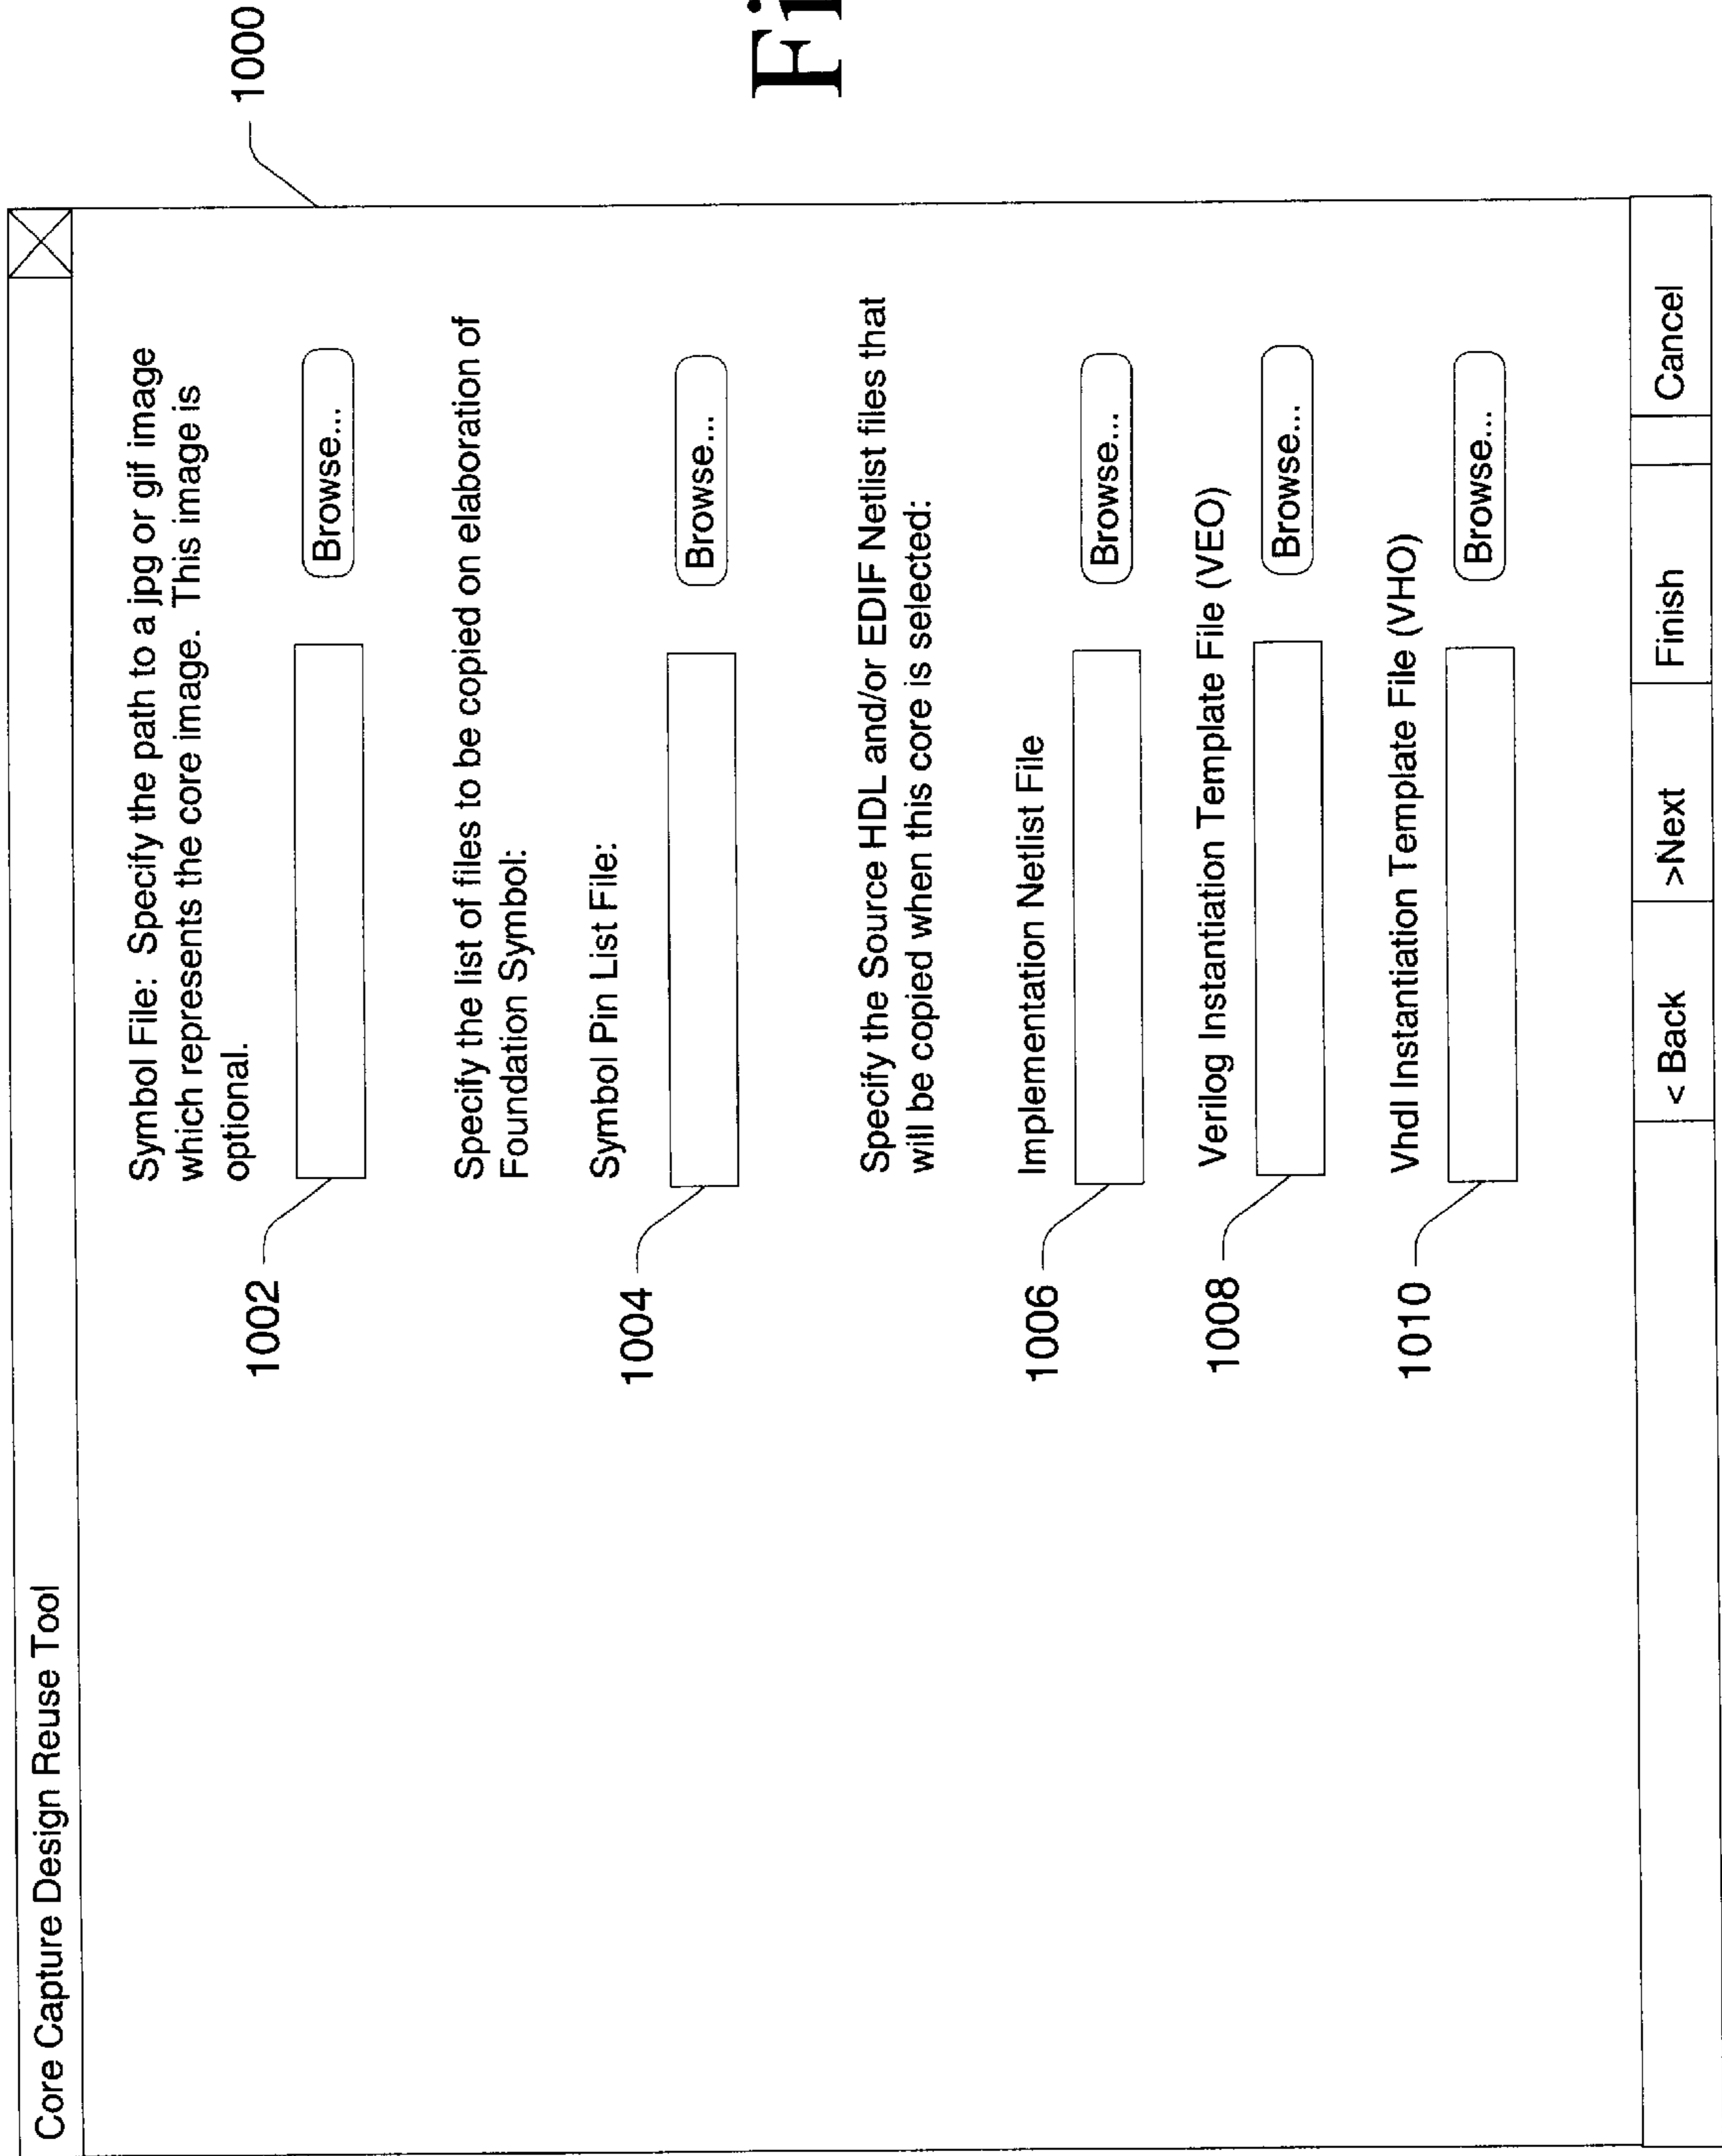 Core Capture Design Reuse Tool
1000
Symbol File: Specify the path to a jpg or gif image
which represents the core image. This image is
optional.
1002
Browse...
Specify the list of files to be copied on elaboration of
Foundation Symbol:
Symbol Pin List File:
1004
Browse...
Specify the Source HDL and/or EDIF Netlist files that
will be copied when this core is selected:
Implementation Netlist File
1006
Browse...
Verilog Instantiation Template File (VEO)
1008
Browse...
Vhdl Instantiation Template File (VHO)
1010
Browse...
< Back
>Next
Finish
Cancel